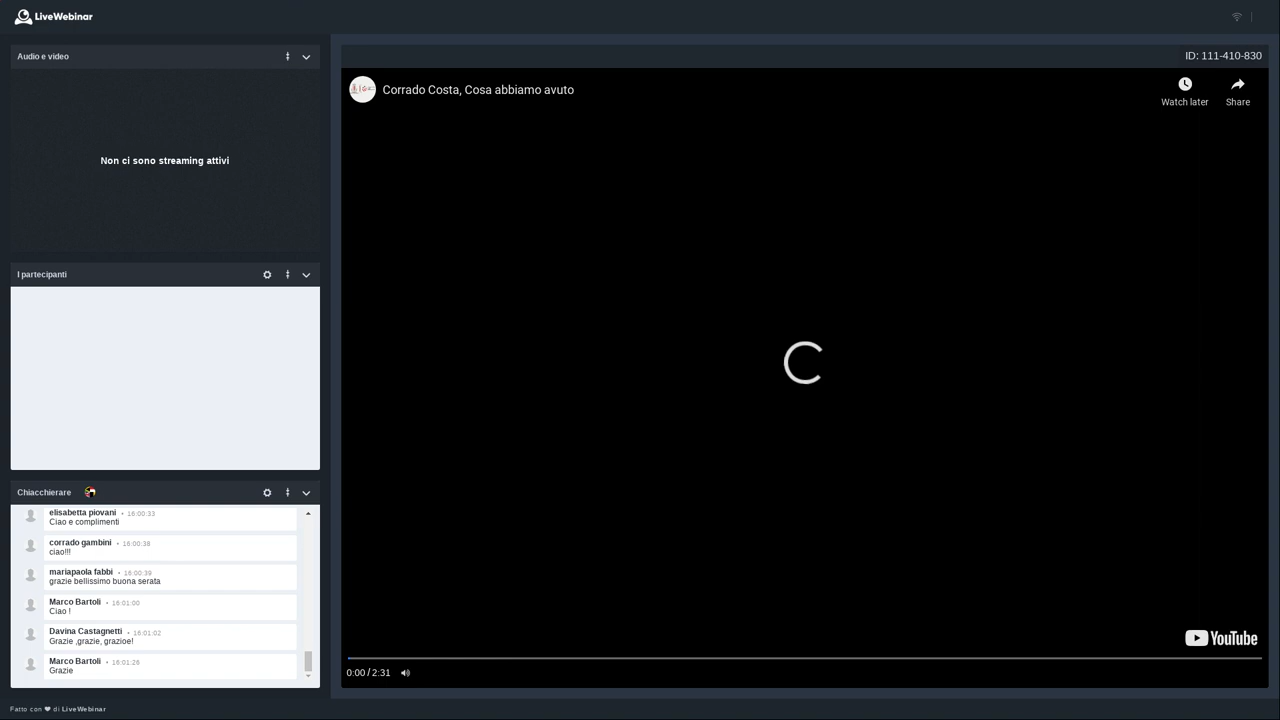 LiveWebinar
Audio e video
Non ci sono streaming attivi
I partecipanti
Chiacchierare
elisabetta piovani • 16:00:33
Ciao e complimenti
corrado gambini • 16:00:38
ciao!!!
mariapaola fabbi • 16:00:39
grazie bellissimo buona serata
Marco Bartoli • 16:01:00
Ciao !
Davina Castagnetti • 16:01:02
Grazie ,grazie, grazioe!
Marco Bartoli • 16:01:26
Grazie
Fatto con ❤ di LiveWebinar
ID: 111-410-830
Corrado Costa, Cosa abbiamo avuto
Watch later
Share
YouTube
0:00 / 2:31